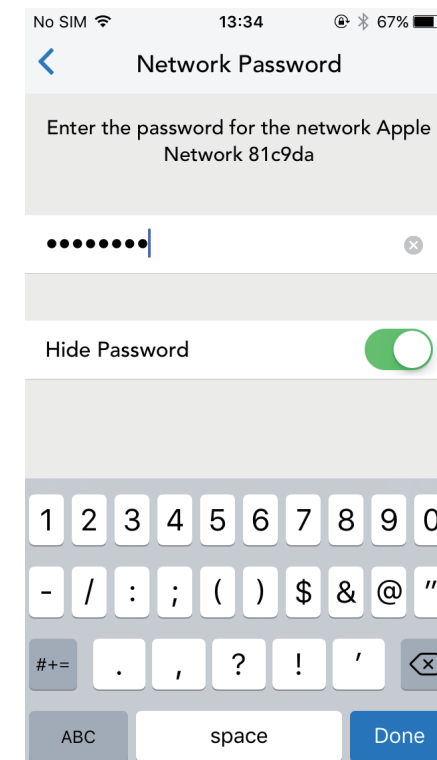 No SIM 13:34 67%
Network Password
Enter the password for the network Apple
Network 81c9da
••••••••
Hide Password
1 2 3 4 5 6 7 8 9 0
- / : ; ( ) $ & @ "
#+= . , ? ! '
ABC space Done